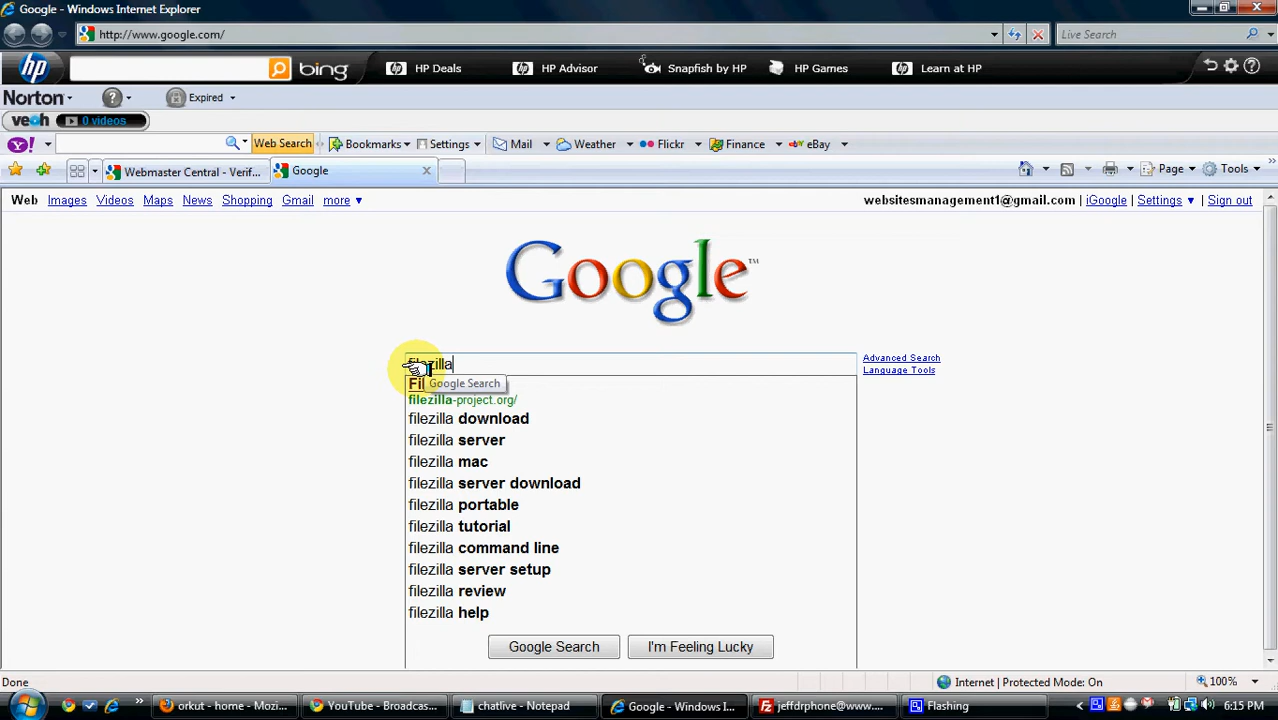 Google - Windows Internet Explorer
http://www.google.com/
Live Search
hp
bing
HP Deals
HP Advisor
Snapfish by HP
HP Games
Learn at HP
Norton
Expired
veoh
0 videos
Y!
Web Search
Bookmarks
Settings
Mail
Weather
Flickr
Finance
eBay
Webmaster Central - Verif...
Google
Page
Tools
Web Images Videos Maps News Shopping Gmail more
websitesmanagement1@gmail.com | iGoogle | Settings | Sign out
Google™
filezilla
Advanced Search
Language Tools
Fil
Google Search
filezilla-project.org/
filezilla download
filezilla server
filezilla mac
filezilla server download
filezilla portable
filezilla tutorial
filezilla command line
filezilla server setup
filezilla review
filezilla help
Google Search
I'm Feeling Lucky
Done
Internet | Protected Mode: On
100%
orkut - home - Mozi...
YouTube - Broadcas...
chatlive - Notepad
Google - Windows I...
jeffdrphone@www....
Flashing
6:15 PM